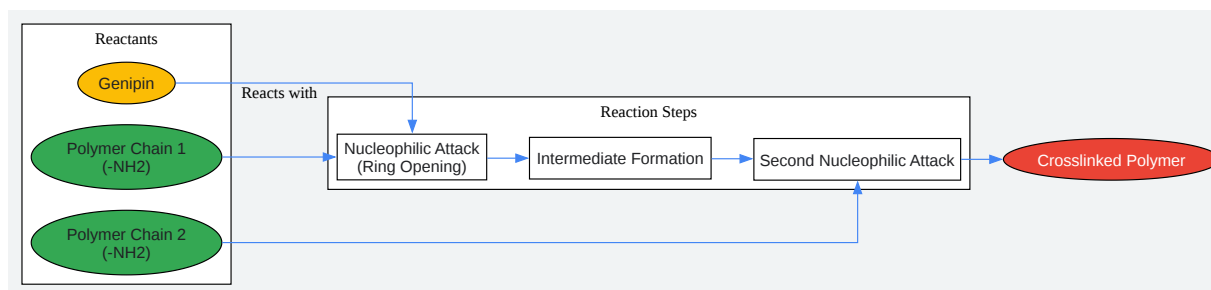 Reactants
Genipin
Reacts with
Polymer Chain 1
(-NH2)
Polymer Chain 2
(-NH2)
Reaction Steps
Nucleophilic Attack
(Ring Opening)
Intermediate Formation
Second Nucleophilic Attack
Crosslinked Polymer